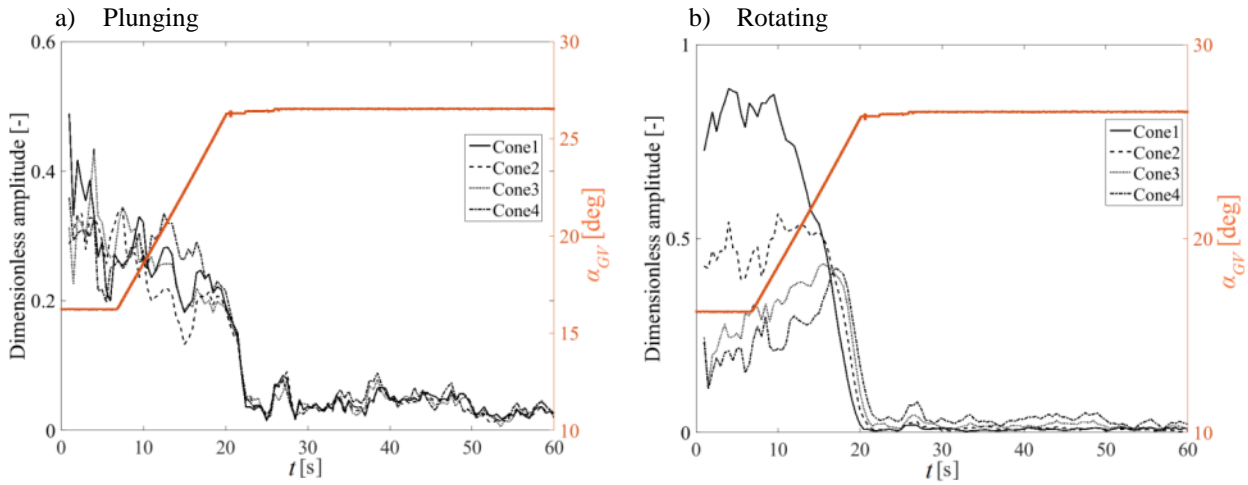 a) Plunging
0.6
0.4
0.2
0
30
25
20
15
10
0 10 20 30 40 50 60
Dimensionless amplitude [-]
t [s]
α_GV [deg]
Cone1
Cone2
Cone3
Cone4
b) Rotating
1
0.5
0
30
20
10
0 10 20 30 40 50 60
Dimensionless amplitude [-]
t [s]
α_GV [deg]
Cone1
Cone2
Cone3
Cone4